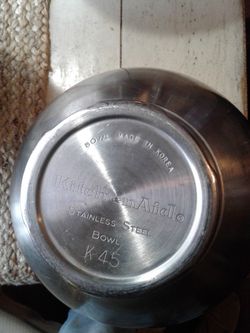 BOWL MADE IN KOREA
KitchenAid®
STAINLESS STEEL
BOWL
K45